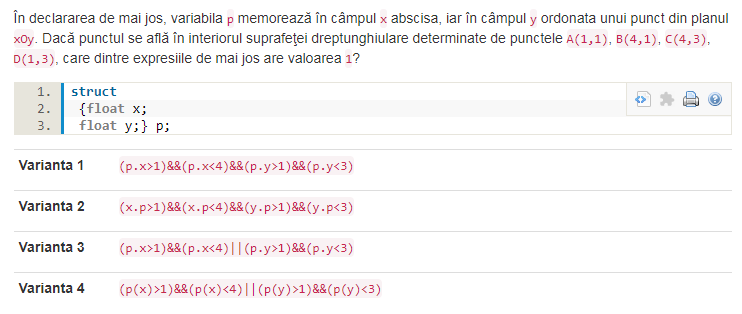 În declararea de mai jos, variabila p memorează în câmpul x abscisa, iar în câmpul y ordonata unui punct din planul
xOy. Dacă punctul se află în interiorul suprafeţei dreptunghiulare determinate de punctele A(1,1), B(4,1), C(4,3),
D(1,3), care dintre expresiile de mai jos are valoarea 1?
1. struct
2. {float x;
3. float y;} p;
Varianta 1 (p.x>1)&&(p.x<4)&&(p.y>1)&&(p.y<3)
Varianta 2 (x.p>1)&&(x.p<4)&&(y.p>1)&&(y.p<3)
Varianta 3 (p.x>1)&&(p.x<4)||(p.y>1)&&(p.y<3)
Varianta 4 (p(x)>1)&&(p(x)<4)||(p(y)>1)&&(p(y)<3)